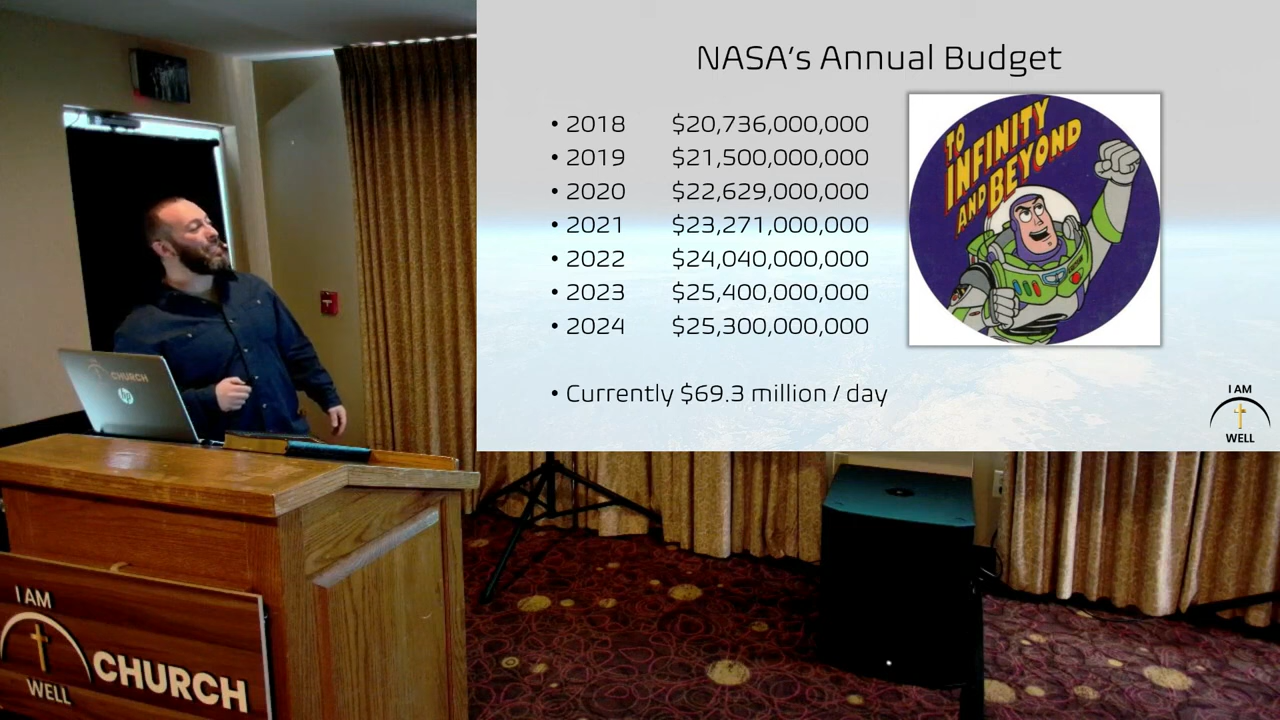 NASA's Annual Budget
• 2018 $20,736,000,000
• 2019 $21,500,000,000
• 2020 $22,629,000,000
• 2021 $23,271,000,000
• 2022 $24,040,000,000
• 2023 $25,400,000,000
• 2024 $25,300,000,000
• Currently $69.3 million / day
TO
INFINITY
AND BEYOND
I AM
WELL
CHURCH
hp
I AM
CHURCH
WELL